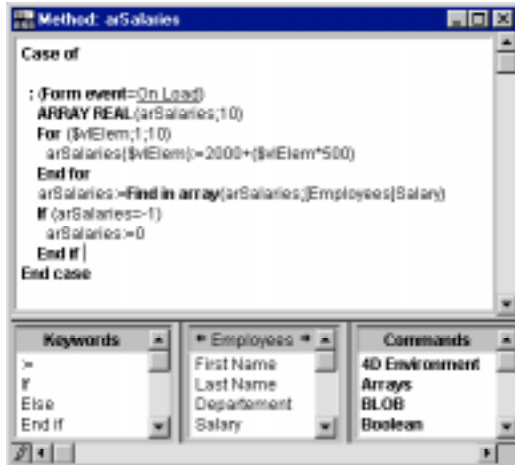 Method: arSalaries
Case of
: (Form event=On Load)
ARRAY REAL(arSalaries;10)
For ($vlElem;1;10)
arSalaries{$vlElem}:=2000+($vlElem*500)
End for
arSalaries:=Find in array(arSalaries;[Employees]Salary)
If (arSalaries=-1)
arSalaries:=0
End if
End case
Keywords
:=
If
Else
End if
Employees
First Name
Last Name
Departement
Salary
Commands
4D Environment
Arrays
BLOB
Boolean